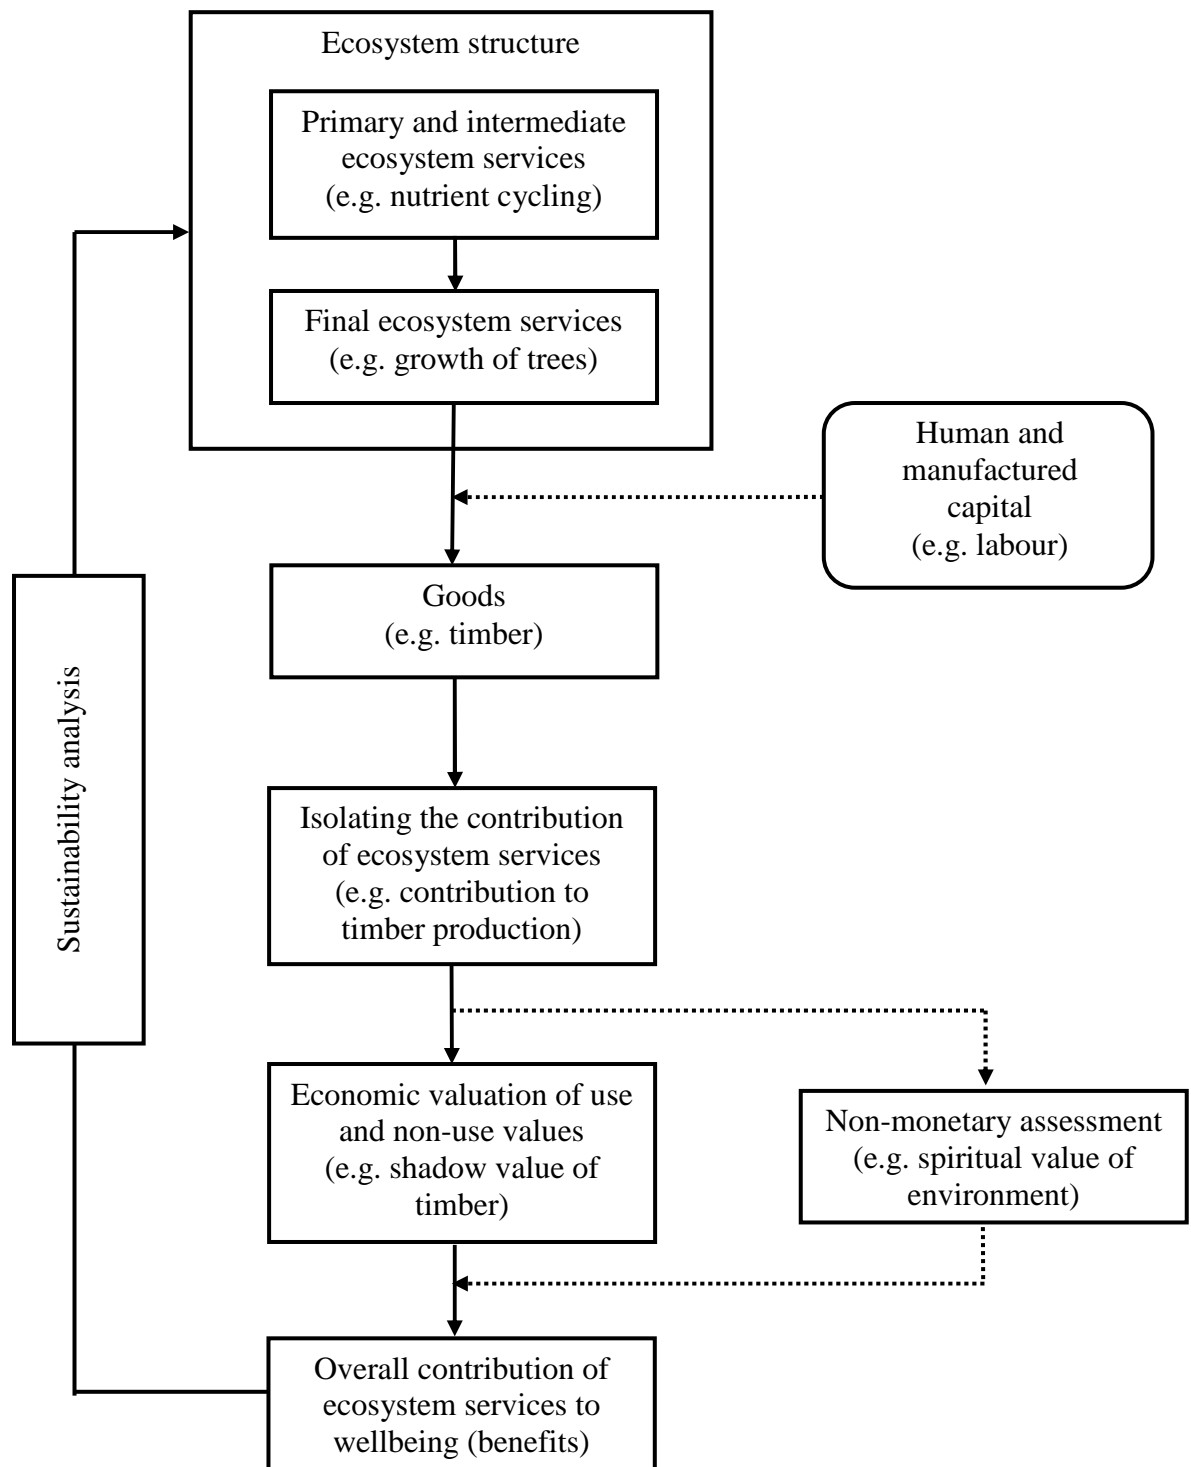 Ecosystem structure
Primary and intermediate
ecosystem services
(e.g. nutrient cycling)
Final ecosystem services
(e.g. growth of trees)
Human and
manufactured
capital
(e.g. labour)
Goods
(e.g. timber)
Sustainability analysis
Isolating the contribution
of ecosystem services
(e.g. contribution to
timber production)
Economic valuation of use
and non-use values
(e.g. shadow value of
timber)
Non-monetary assessment
(e.g. spiritual value of
environment)
Overall contribution of
ecosystem services to
wellbeing (benefits)